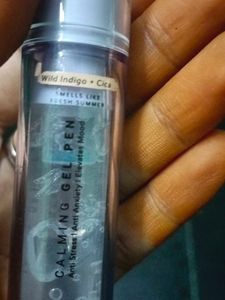 Wild Indigo + Cica
SMELLS LIKE
FRESH SUMMER
CALMING GEL PEN
Anti Stress | Anti Anxiety | Elevates Mood